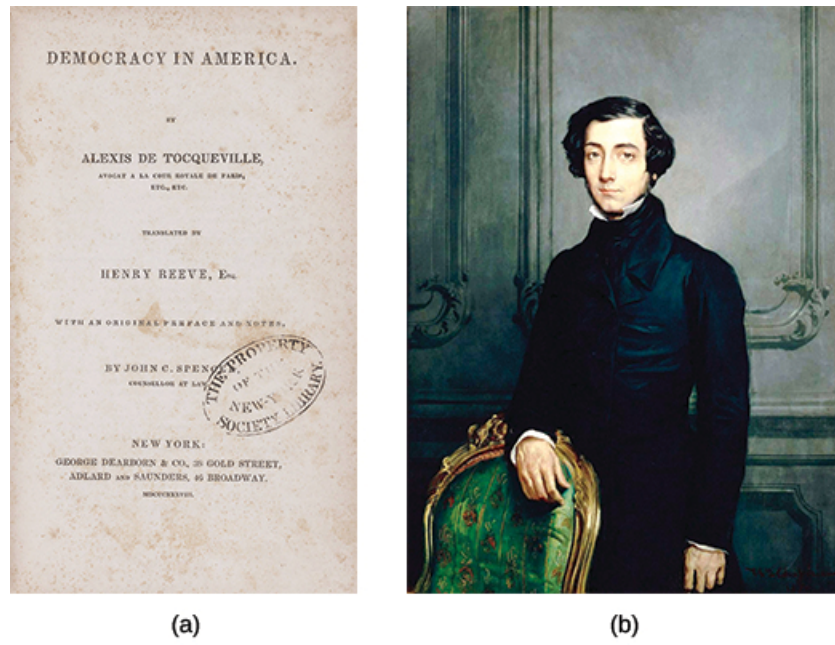 DEMOCRACY IN AMERICA.
BY
ALEXIS DE TOCQUEVILLE,
AVOCAT A LA COUR ROYALE DE PARIS,
ETC., ETC.
TRANSLATED BY
HENRY REEVE, Esq.
WITH AN ORIGINAL PREFACE AND NOTES,
BY JOHN C. SPENCE
COUNSELLOR AT LAW
THE PROPERTY
OF THE
NEW-YORK
SOCIETY LIBRARY.
NEW YORK:
GEORGE DEARBORN & CO., 38 GOLD STREET,
ADLARD AND SAUNDERS, 46 BROADWAY.
(a)
(b)